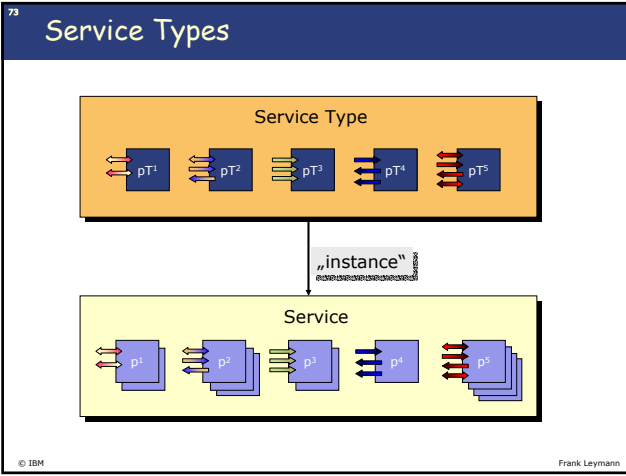 73
Service Types
Service Type
pT¹ pT² pT³ pT⁴ pT⁵
„instance“
Service
p¹ p² p³ p⁴ p⁵
© IBM Frank Leymann